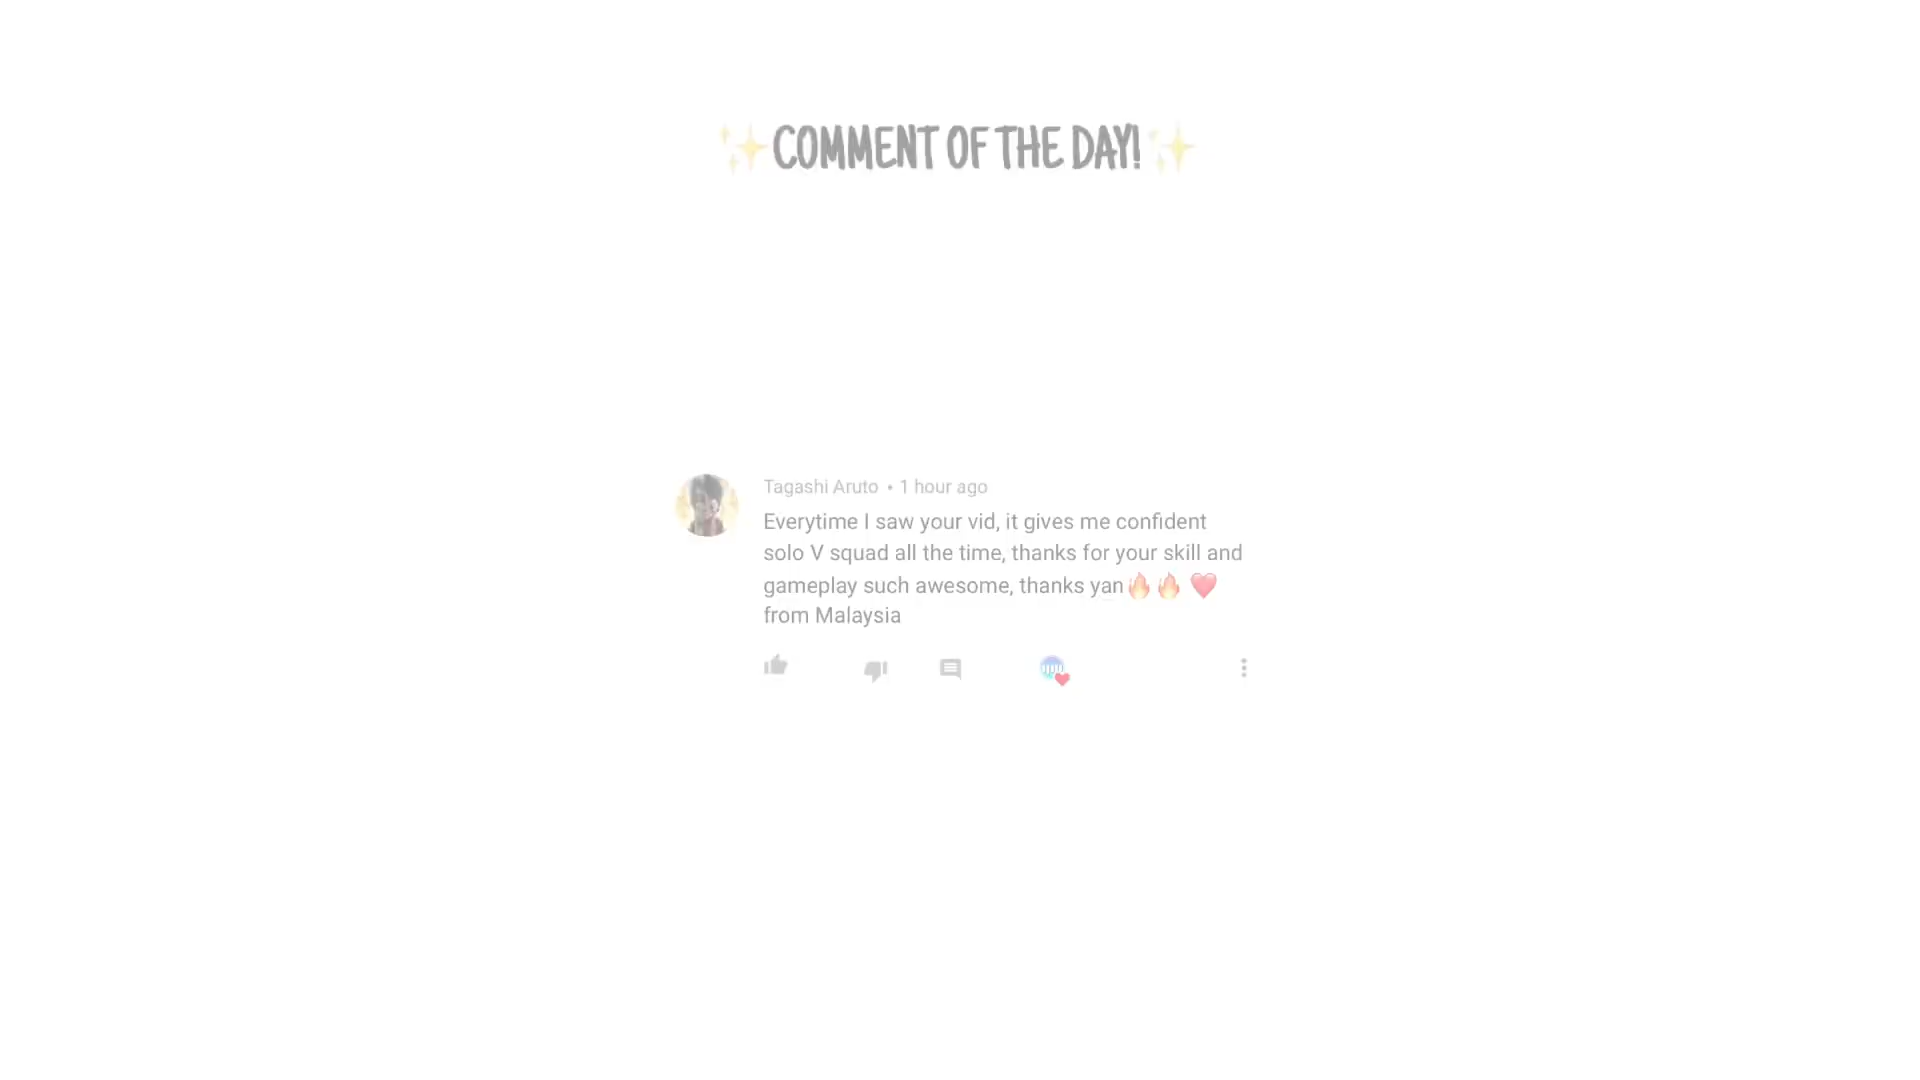 ✨COMMENT OF THE DAY!✨
Tagashi Aruto • 1 hour ago
Everytime I saw your vid, it gives me confident
solo V squad all the time, thanks for your skill and
gameplay such awesome, thanks yan🔥🔥 ❤️
from Malaysia